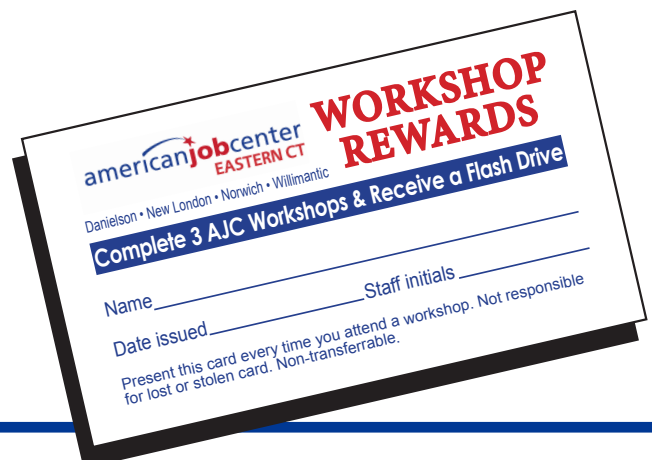 americanjobcenter
EASTERN CT
WORKSHOP
REWARDS
Danielson • New London • Norwich • Willimantic
Complete 3 AJC Workshops & Receive a Flash Drive
Name
Date issued Staff initials
Present this card every time you attend a workshop. Not responsible
for lost or stolen card. Non-transferrable.